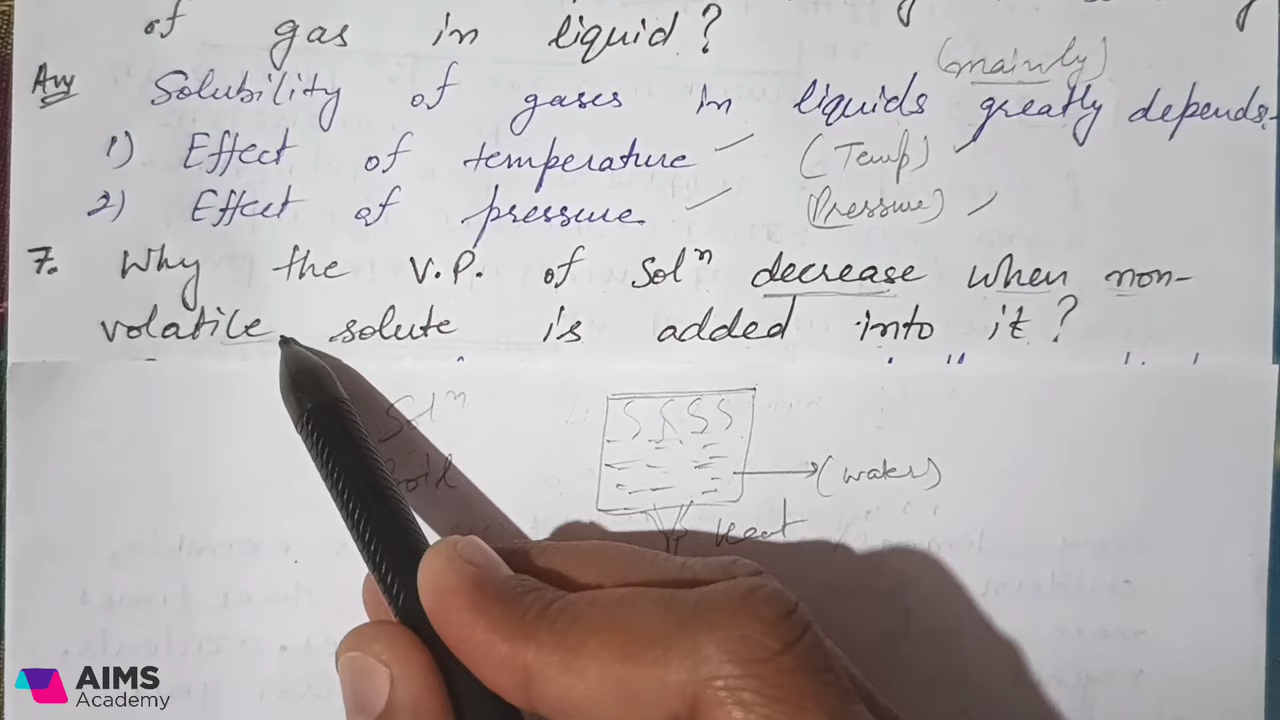 of gas in liquid?
(mainly)
Ans Solubility of gases in liquids greatly depends.
1) Effect of temperature (Temp)
2) Effect of pressure (Pressure)
7. Why the V.P. of Solⁿ decrease when non-
volatile solute is added into it?
Solⁿ
Boil
(water)
Heat
AIMS
Academy